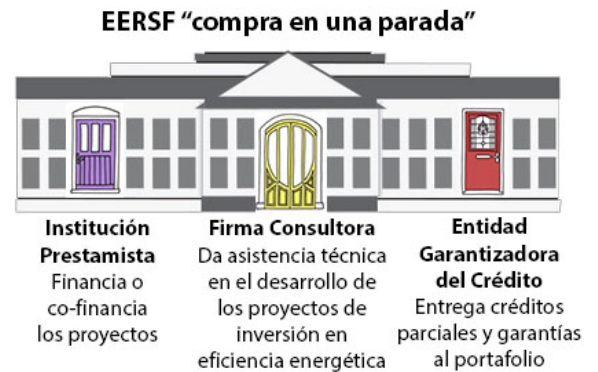 EERSF “compra en una parada”
Institución
Prestamista
Financia o
co-financia
los proyectos
Firma Consultora
Da asistencia técnica
en el desarrollo de
los proyectos de
inversión en
eficiencia energética
Entidad
Garantizadora
del Crédito
Entrega créditos
parciales y garantías
al portafolio